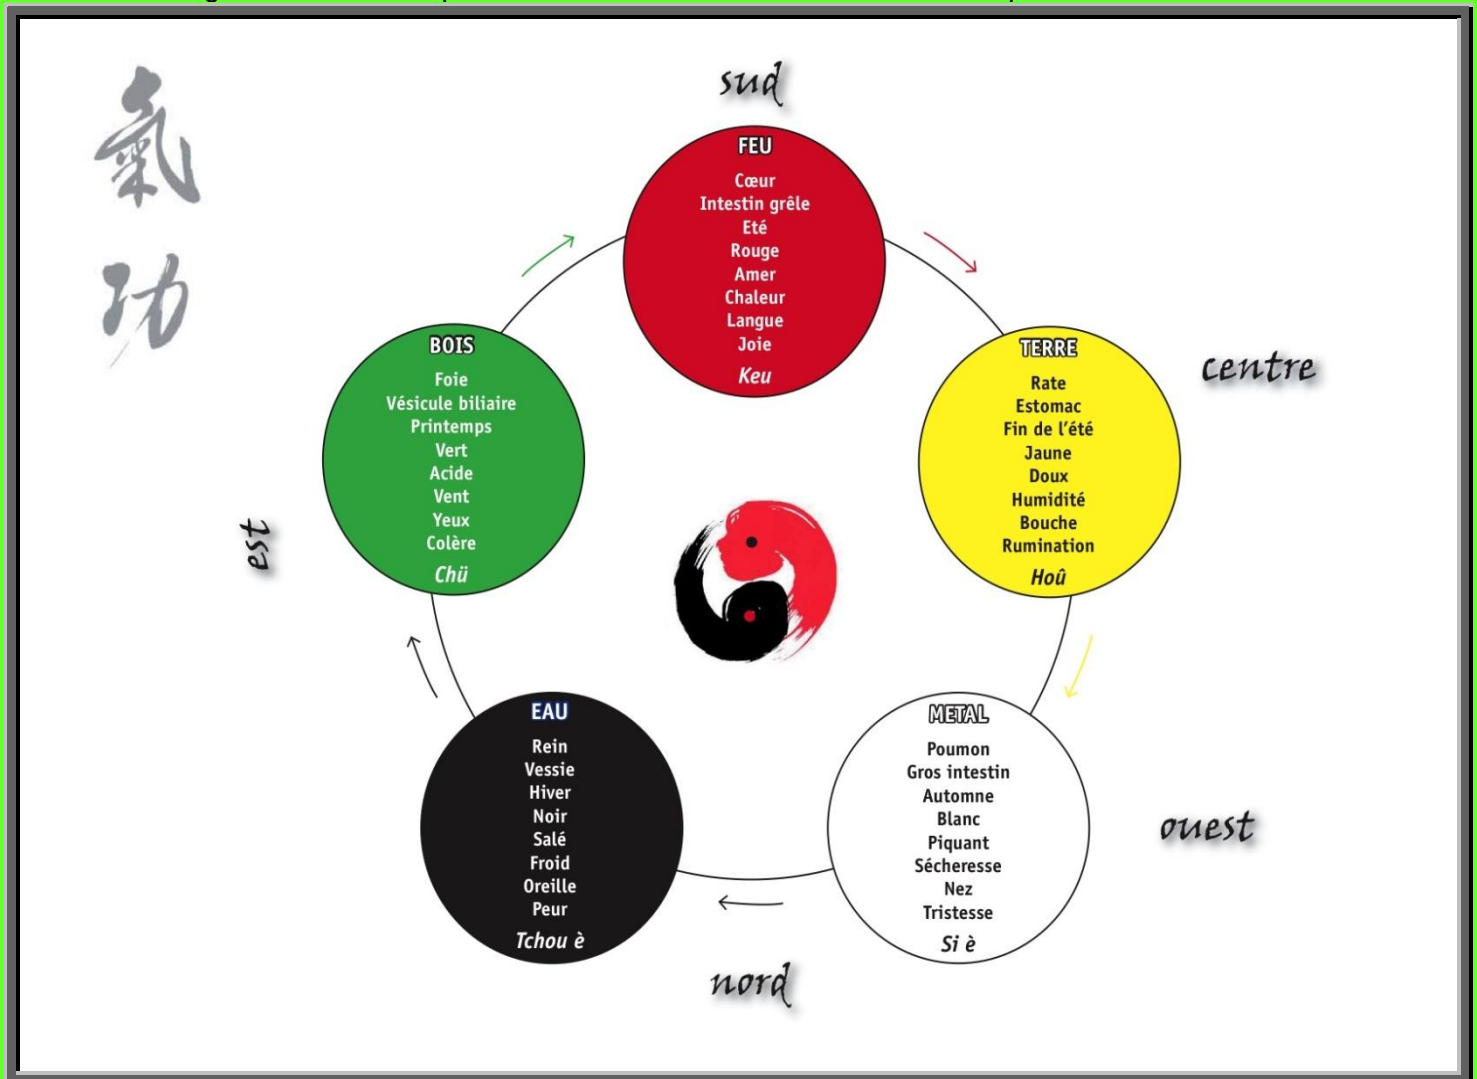 氣
功
sud
FEU
Cœur
Intestin grêle
Eté
Rouge
Amer
Chaleur
Langue
Joie
Keu
BOIS
Foie
Vésicule biliaire
Printemps
Vert
Acide
Vent
Yeux
Colère
Chü
TERRE
Rate
Estomac
Fin de l'été
Jaune
Doux
Humidité
Bouche
Rumination
Hoû
centre
est
EAU
Rein
Vessie
Hiver
Noir
Salé
Froid
Oreille
Peur
Tchou è
METAL
Poumon
Gros intestin
Automne
Blanc
Piquant
Sécheresse
Nez
Tristesse
Si è
ouest
nord